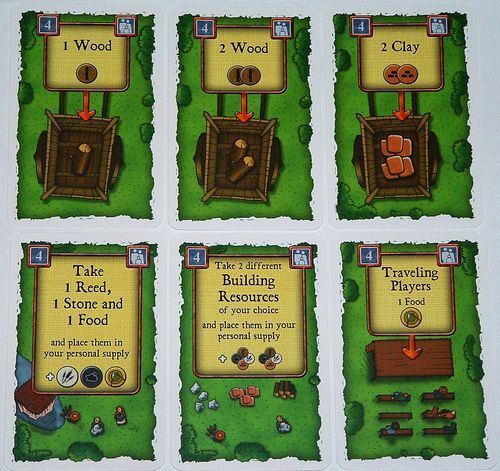 4
1 Wood
4
2 Wood
4
2 Clay
4
Take
1 Reed,
1 Stone and
1 Food
and place them in
your personal supply
+
4
Take 2 different
Building
Resources
of your choice
and place them in your
personal supply
+
4
Traveling
Players
1 Food